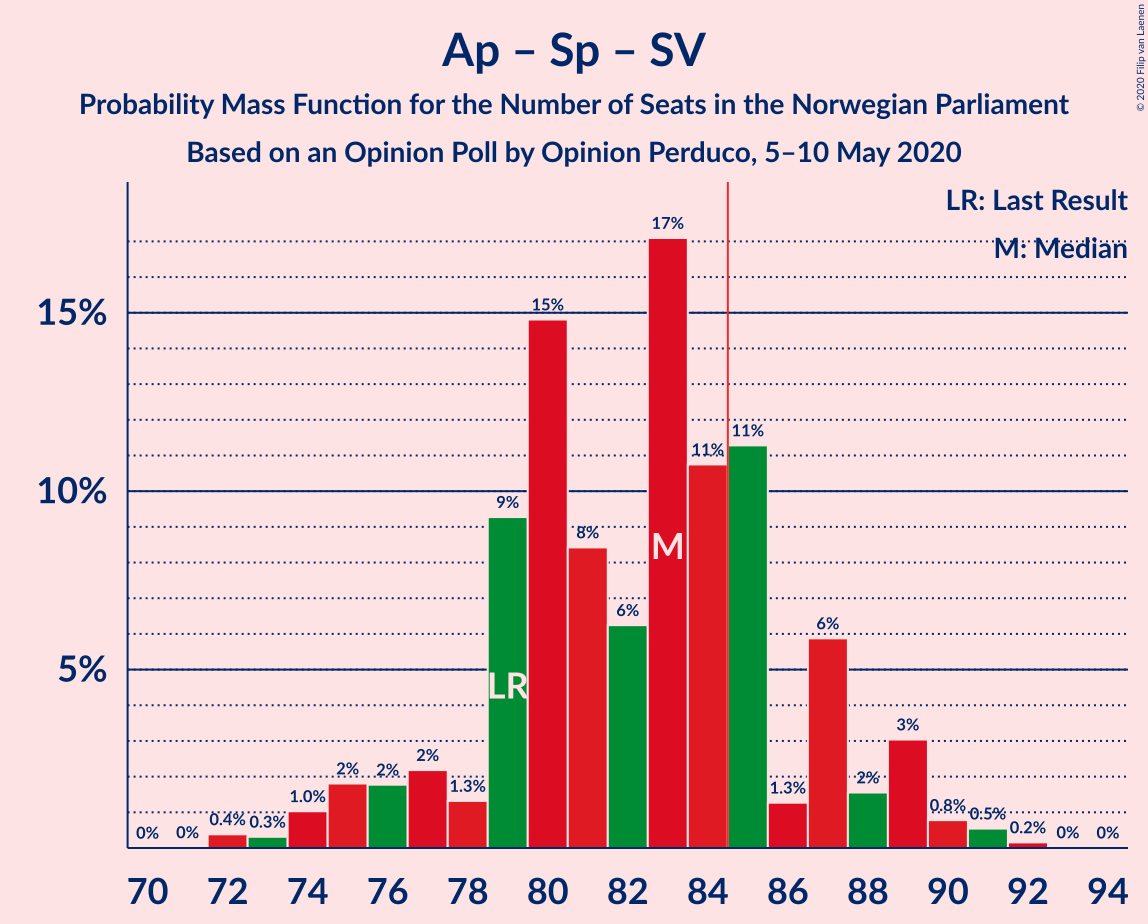 Ap – Sp – SV
Probability Mass Function for the Number of Seats in the Norwegian Parliament
Based on an Opinion Poll by Opinion Perduco, 5–10 May 2020
© 2020 Filip van Laenen
LR: Last Result
M: Median
15%
10%
5%
0% 0% 0.4% 0.3% 1.0% 2% 2% 2% 1.3% 9% 15% 8% 6% 17% 11% 11% 1.3% 6% 2% 3% 0.8% 0.5% 0.2% 0% 0%
LR
M
70 72 74 76 78 80 82 84 86 88 90 92 94